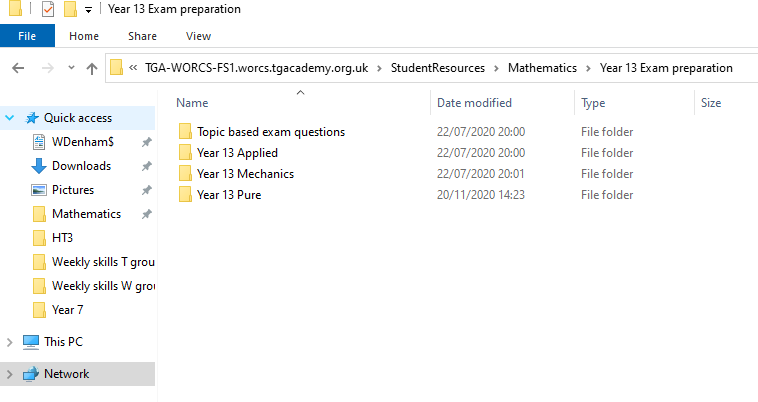 Year 13 Exam preparation
File Home Share View
« TGA-WORCS-FS1.worcs.tgacademy.org.uk > StudentResources > Mathematics > Year 13 Exam preparation
Name Date modified Type Size
Quick access
WDenham$
Downloads
Pictures
Mathematics
HT3
Weekly skills T grou
Weekly skills W grou
Year 7
This PC
Network
Topic based exam questions 22/07/2020 20:00 File folder
Year 13 Applied 22/07/2020 20:00 File folder
Year 13 Mechanics 22/07/2020 20:01 File folder
Year 13 Pure 20/11/2020 14:23 File folder